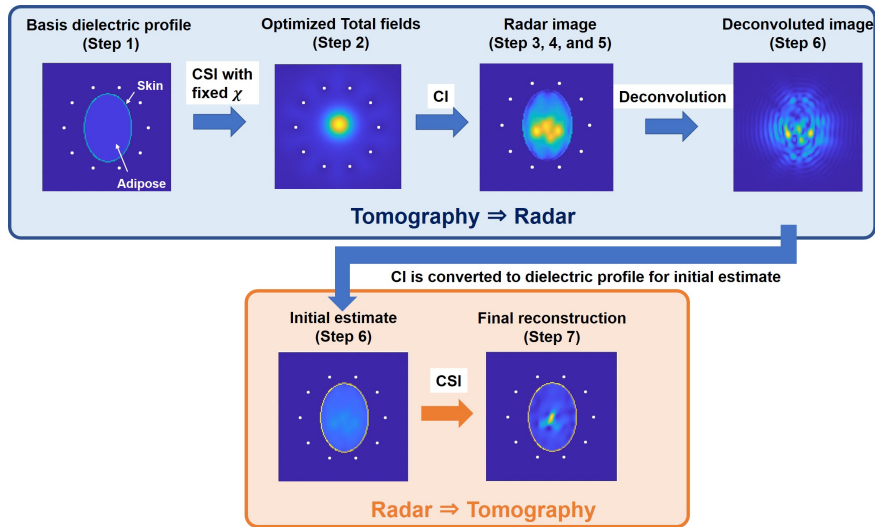 Basis dielectric profile
(Step 1)
Optimized Total fields
(Step 2)
Radar image
(Step 3, 4, and 5)
Deconvoluted image
(Step 6)
CSI with
fixed χ
CI
Deconvolution
Skin
Adipose
Tomography ⇒ Radar
CI is converted to dielectric profile for initial estimate
Initial estimate
(Step 6)
Final reconstruction
(Step 7)
CSI
Radar ⇒ Tomography